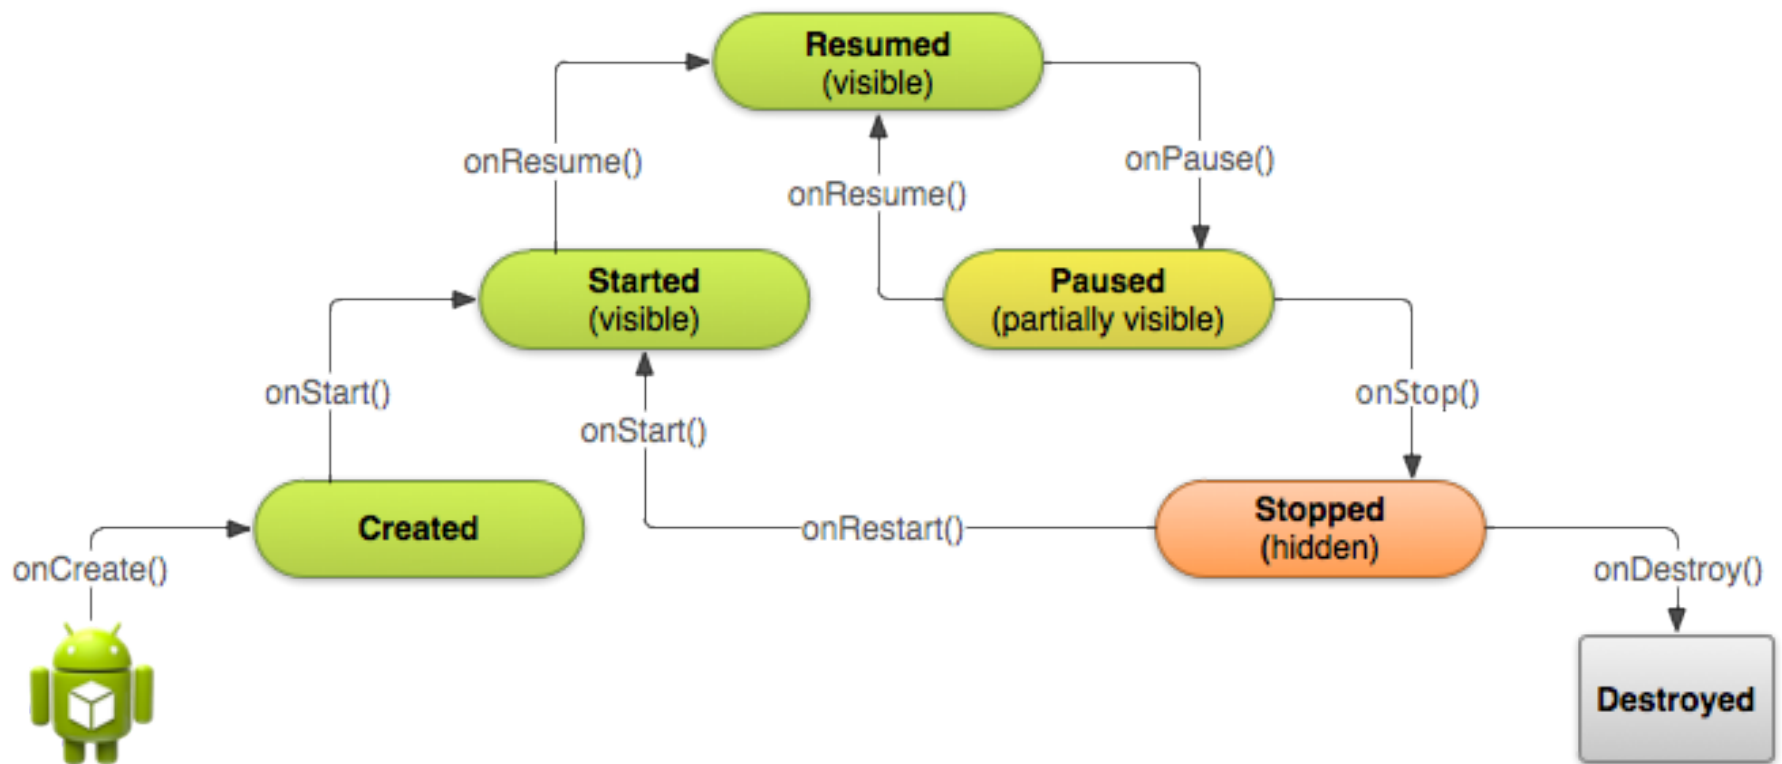 Resumed
(visible)
onResume()
onPause()
onResume()
Started
(visible)
Paused
(partially visible)
onStart()
onStop()
onStart()
Created
onRestart()
Stopped
(hidden)
onCreate()
onDestroy()
Destroyed